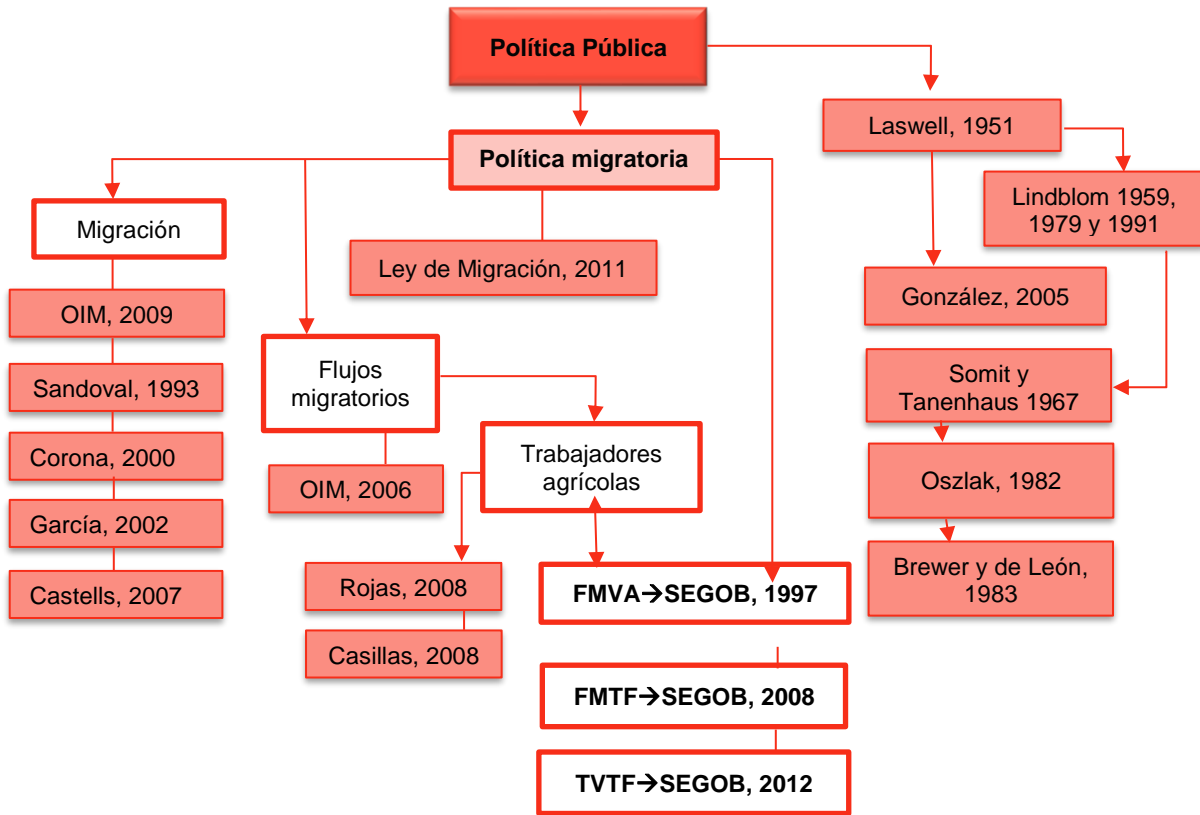 Política Pública
Laswell, 1951
Política migratoria
Lindblom 1959,
1979 y 1991
Migración
Ley de Migración, 2011
González, 2005
OIM, 2009
Flujos
migratorios
Somit y
Tanenhaus 1967
Sandoval, 1993
Trabajadores
agrícolas
Corona, 2000
OIM, 2006
Oszlak, 1982
García, 2002
Brewer y de León,
1983
Castells, 2007
Rojas, 2008
FMVA→SEGOB, 1997
Casillas, 2008
FMTF→SEGOB, 2008
TVTF→SEGOB, 2012